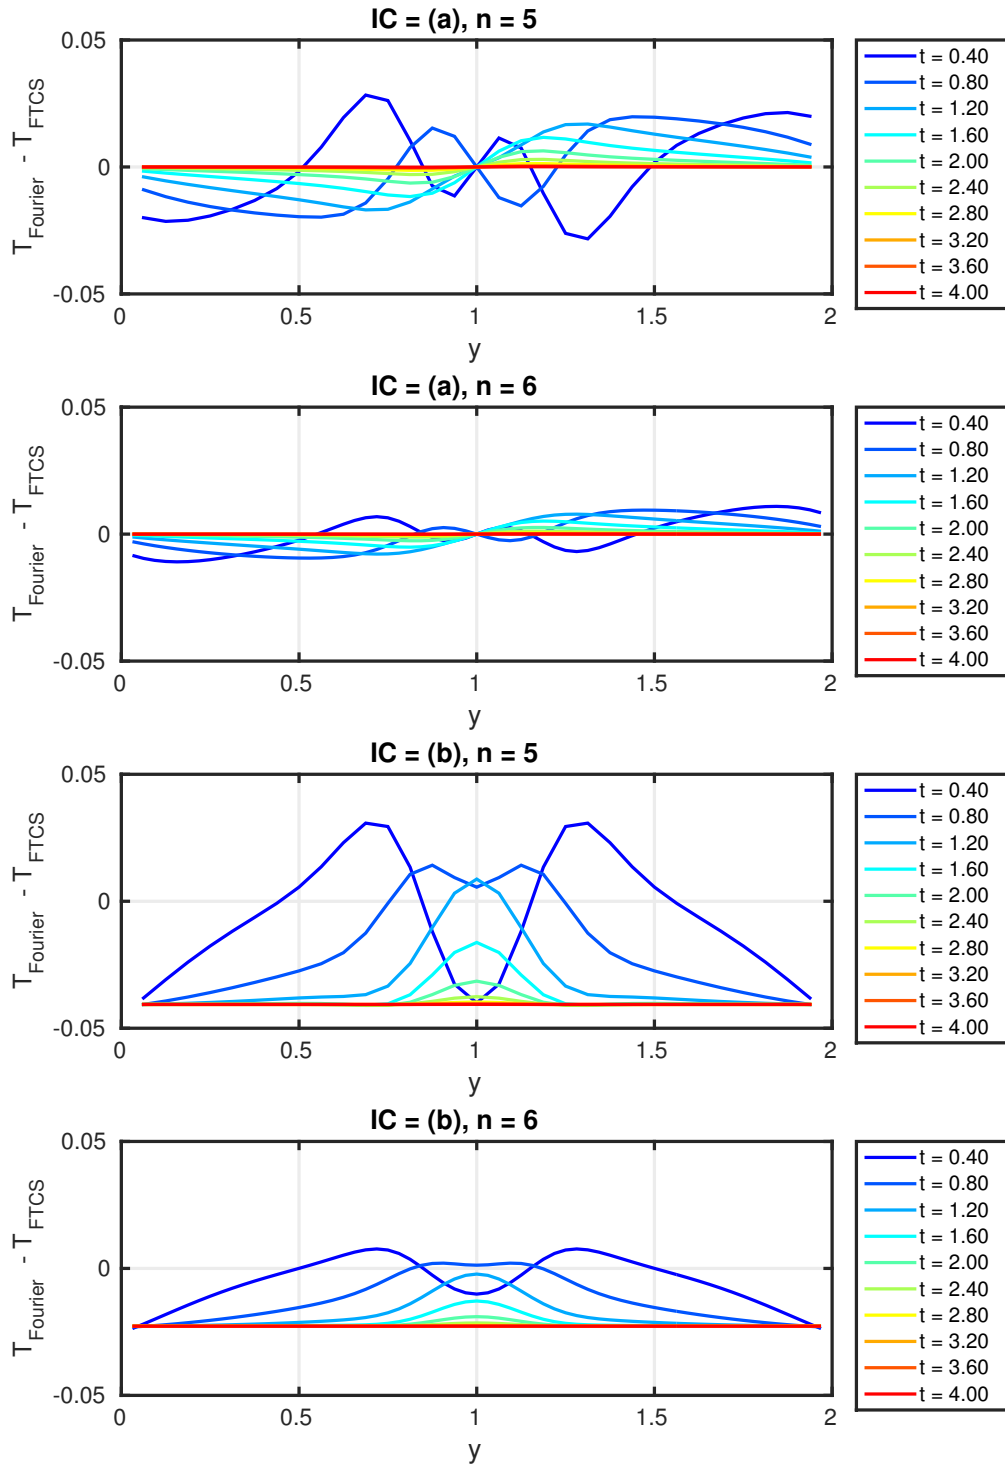 IC = (a), n = 5
0.05
0
-0.05
T_Fourier - T_FTCS
0 0.5 1 1.5 2
y
t = 0.40
t = 0.80
t = 1.20
t = 1.60
t = 2.00
t = 2.40
t = 2.80
t = 3.20
t = 3.60
t = 4.00
IC = (a), n = 6
0.05
0
-0.05
T_Fourier - T_FTCS
0 0.5 1 1.5 2
y
t = 0.40
t = 0.80
t = 1.20
t = 1.60
t = 2.00
t = 2.40
t = 2.80
t = 3.20
t = 3.60
t = 4.00
IC = (b), n = 5
0.05
0
-0.05
T_Fourier - T_FTCS
0 0.5 1 1.5 2
y
t = 0.40
t = 0.80
t = 1.20
t = 1.60
t = 2.00
t = 2.40
t = 2.80
t = 3.20
t = 3.60
t = 4.00
IC = (b), n = 6
0.05
0
-0.05
T_Fourier - T_FTCS
0 0.5 1 1.5 2
y
t = 0.40
t = 0.80
t = 1.20
t = 1.60
t = 2.00
t = 2.40
t = 2.80
t = 3.20
t = 3.60
t = 4.00